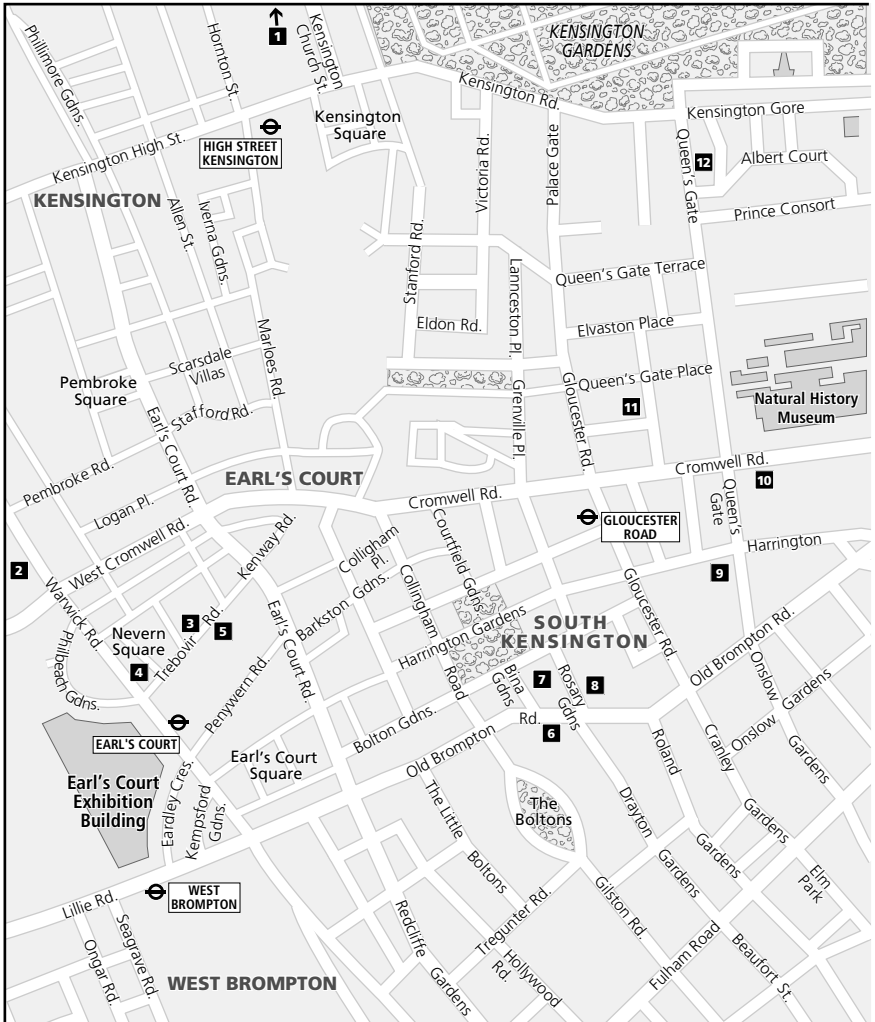 1
KENSINGTON
GARDENS
Phillimore Gdns.
Hornton St.
Kensington
Church St.
Kensington Rd.
Kensington
Square
HIGH STREET
KENSINGTON
Kensington High St.
KENSINGTON
Allen St.
Iverna Gdns.
Victoria Rd.
Palace Gate
Queen's Gate
Kensington Gore
12
Albert Court
Prince Consort
Stanford Rd.
Lannceston Pl.
Queen's Gate Terrace
Eldon Rd.
Elvaston Place
Marloes Rd.
Scarsdale
Villas
Pembroke
Square
Stafford Rd.
Earl's Court Rd.
Grenville Pl.
Gloucester Rd.
Queen's Gate Place
11
Natural History
Museum
Pembroke Rd.
Logan Pl.
EARL'S COURT
Cromwell Rd.
Cromwell Rd.
10
Queen's
Gate
GLOUCESTER
ROAD
West Cromwell Rd.
Kenway Rd.
Colligham
Pl.
Courtfield Gdns.
Harrington
2
Warwick Rd.
Nevern
Square
3
Trebovir Rd.
5
4
Philbeach Gdns.
Earl's Court Rd.
Barkston Gdns.
Collingham
Road
Harrington Gardens
SOUTH
KENSINGTON
9
Gloucester Rd.
Old Brompton Rd.
Penywern Rd.
Bina
Gdns
7
Rosary
Gdns
8
6
Bolton Gdns.
Old Brompton
Rd.
Onslow
Gardens
Onslow Gardens
Cranley
Gardens
Roland
Gardens
EARL'S COURT
Earl's Court
Square
Earl's Court
Exhibition
Building
Eardley Cres.
Kempsford
Gdns.
The Little
Boltons
The
Boltons
Drayton
Gardens
Elm
Park
WEST
BROMPTON
Lillie Rd.
Seagrave Rd.
Ongar Rd.
WEST BROMPTON
Redcliffe
Gardens
Tregunter Rd.
Hollywood
Rd.
Gilston Rd.
Fulham Road
Beaufort St.